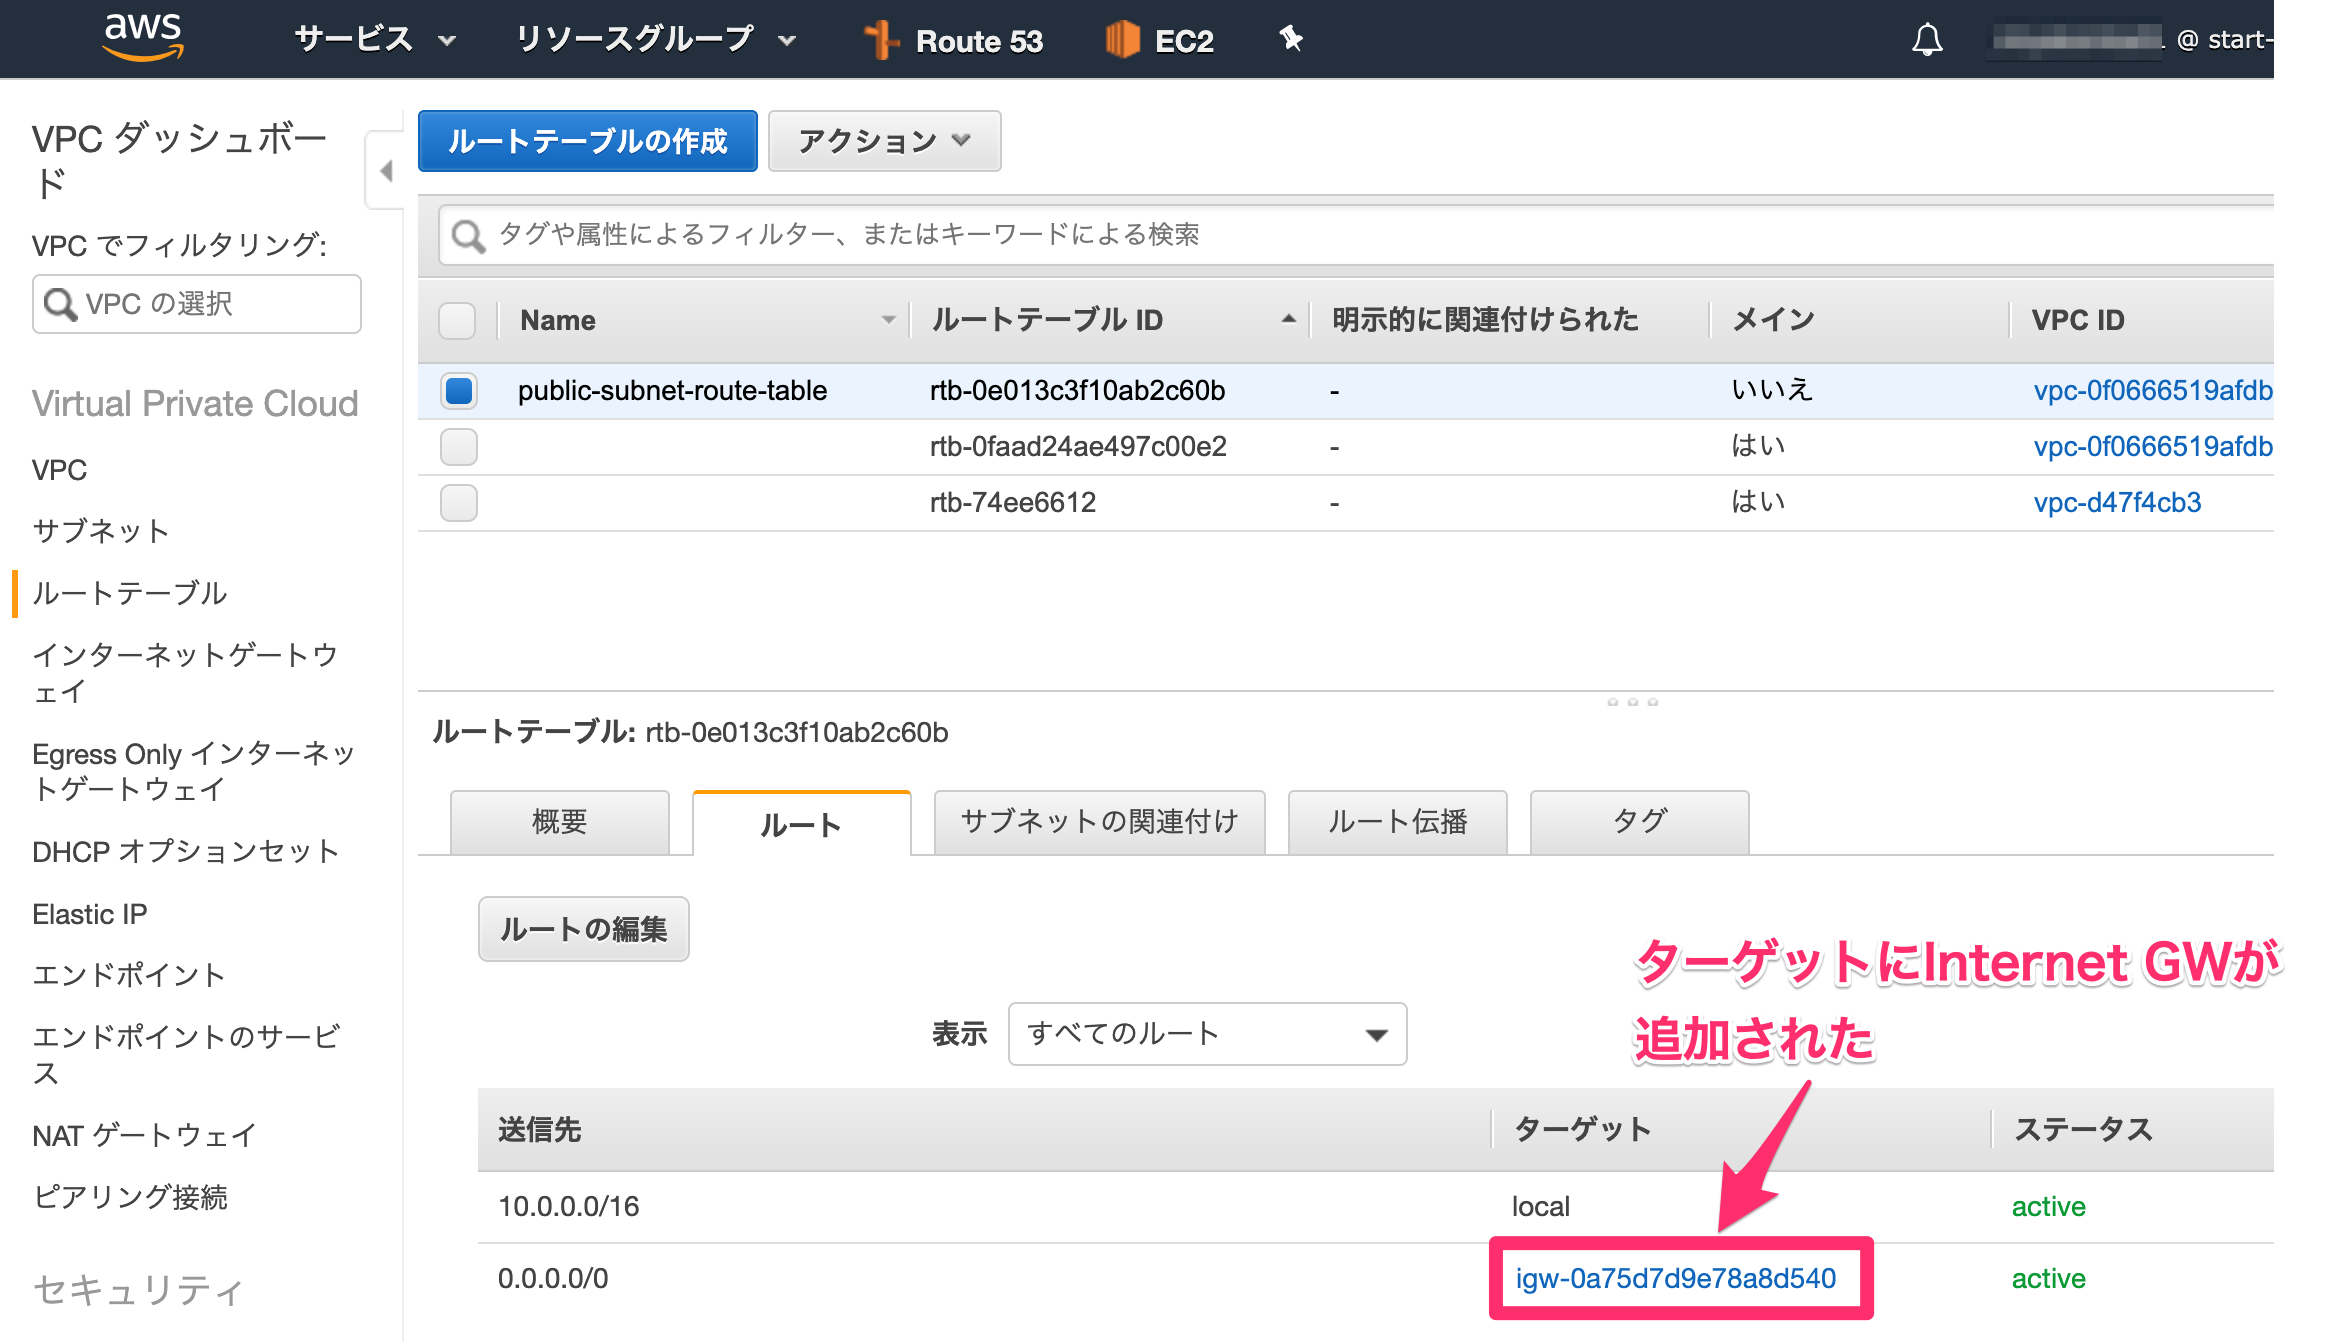 aws サービス リソースグループ Route 53 EC2 @ start-
VPC ダッシュボー
ド
VPC でフィルタリング:
VPC の選択
Virtual Private Cloud
VPC
サブネット
ルートテーブル
インターネットゲートウ
ェイ
Egress Only インターネッ
トゲートウェイ
DHCP オプションセット
Elastic IP
エンドポイント
エンドポイントのサービ
ス
NAT ゲートウェイ
ピアリング接続
セキュリティ
ルートテーブルの作成 アクション
タグや属性によるフィルター、またはキーワードによる検索
Name ルートテーブル ID 明示的に関連付けられた メイン VPC ID
public-subnet-route-table rtb-0e013c3f10ab2c60b - いいえ vpc-0f0666519afdb
rtb-0faad24ae497c00e2 - はい vpc-0f0666519afdb
rtb-74ee6612 - はい vpc-d47f4cb3
ルートテーブル: rtb-0e013c3f10ab2c60b
概要 ルート サブネットの関連付け ルート伝播 タグ
ルートの編集
ターゲットにInternet GWが
追加された
表示 すべてのルート
送信先 ターゲット ステータス
10.0.0.0/16 local active
0.0.0.0/0 igw-0a75d7d9e78a8d540 active